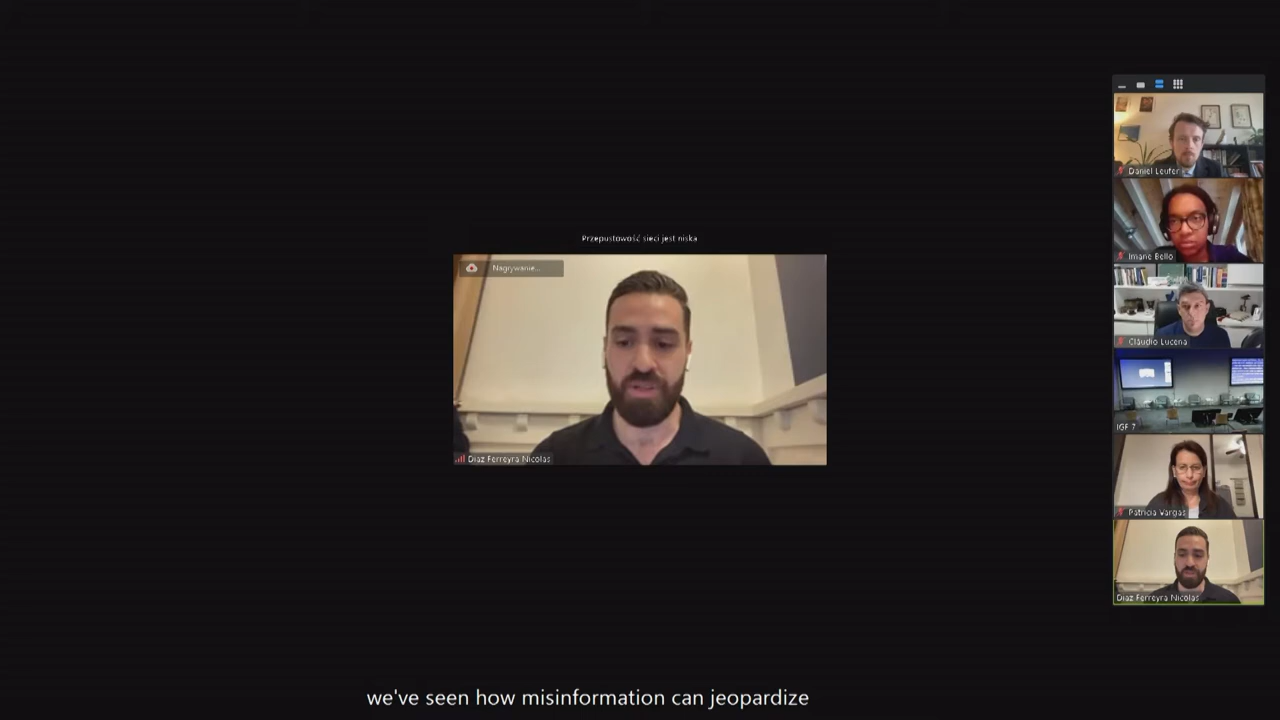 Przepustowość sieci jest niska
Nagrywanie...
Diaz Ferreyra Nicolas
Daniel Leufer
Imane Bello
Cláudio Lucena
IGF 7
Patricia Vargas
Diaz Ferreyra Nicolas
we've seen how misinformation can jeopardize